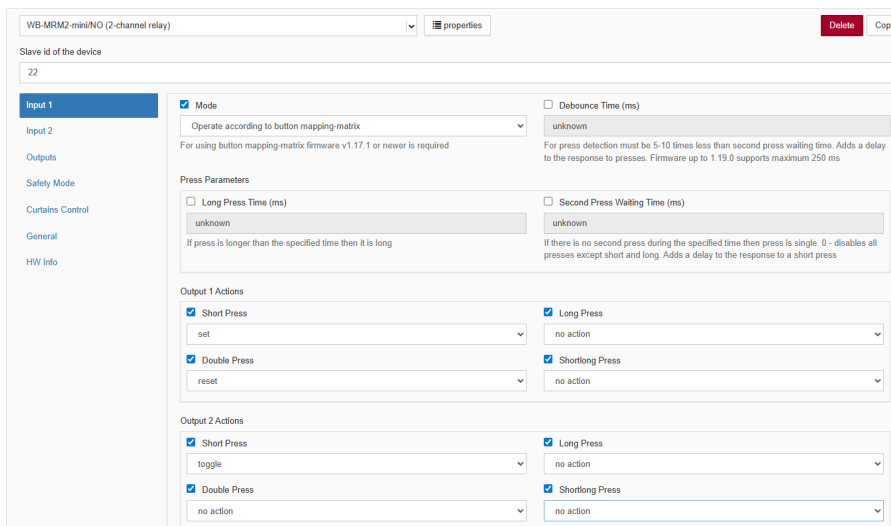 WB-MRM2-mini/NO (2-channel relay)
properties
Delete
Cop
Slave id of the device
22
Input 1
Input 2
Outputs
Safety Mode
Curtains Control
General
HW Info
Mode
Operate according to button mapping-matrix
For using button mapping-matrix firmware v1.17.1 or newer is required
Debounce Time (ms)
unknown
For press detection must be 5-10 times less than second press waiting time. Adds a delay
to the response to presses. Firmware up to 1.19.0 supports maximum 250 ms
Press Parameters
Long Press Time (ms)
unknown
If press is longer than the specified time then it is long
Second Press Waiting Time (ms)
unknown
If there is no second press during the specified time then press is single. 0 - disables all
presses except short and long. Adds a delay to the response to a short press
Output 1 Actions
Short Press
set
Long Press
no action
Double Press
reset
Shortlong Press
no action
Output 2 Actions
Short Press
toggle
Long Press
no action
Double Press
no action
Shortlong Press
no action